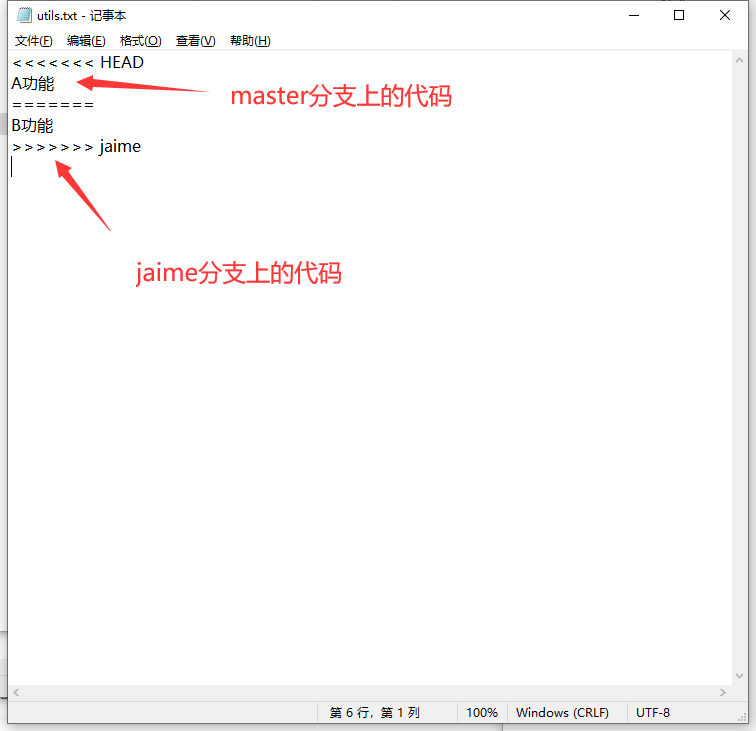 utils.txt - 记事本
文件(F) 编辑(E) 格式(O) 查看(V) 帮助(H)
<<<<<<< HEAD
A功能
master分支上的代码
=======
B功能
>>>>>>> jaime
jaime分支上的代码
第 6 行，第 1 列 100% Windows (CRLF) UTF-8